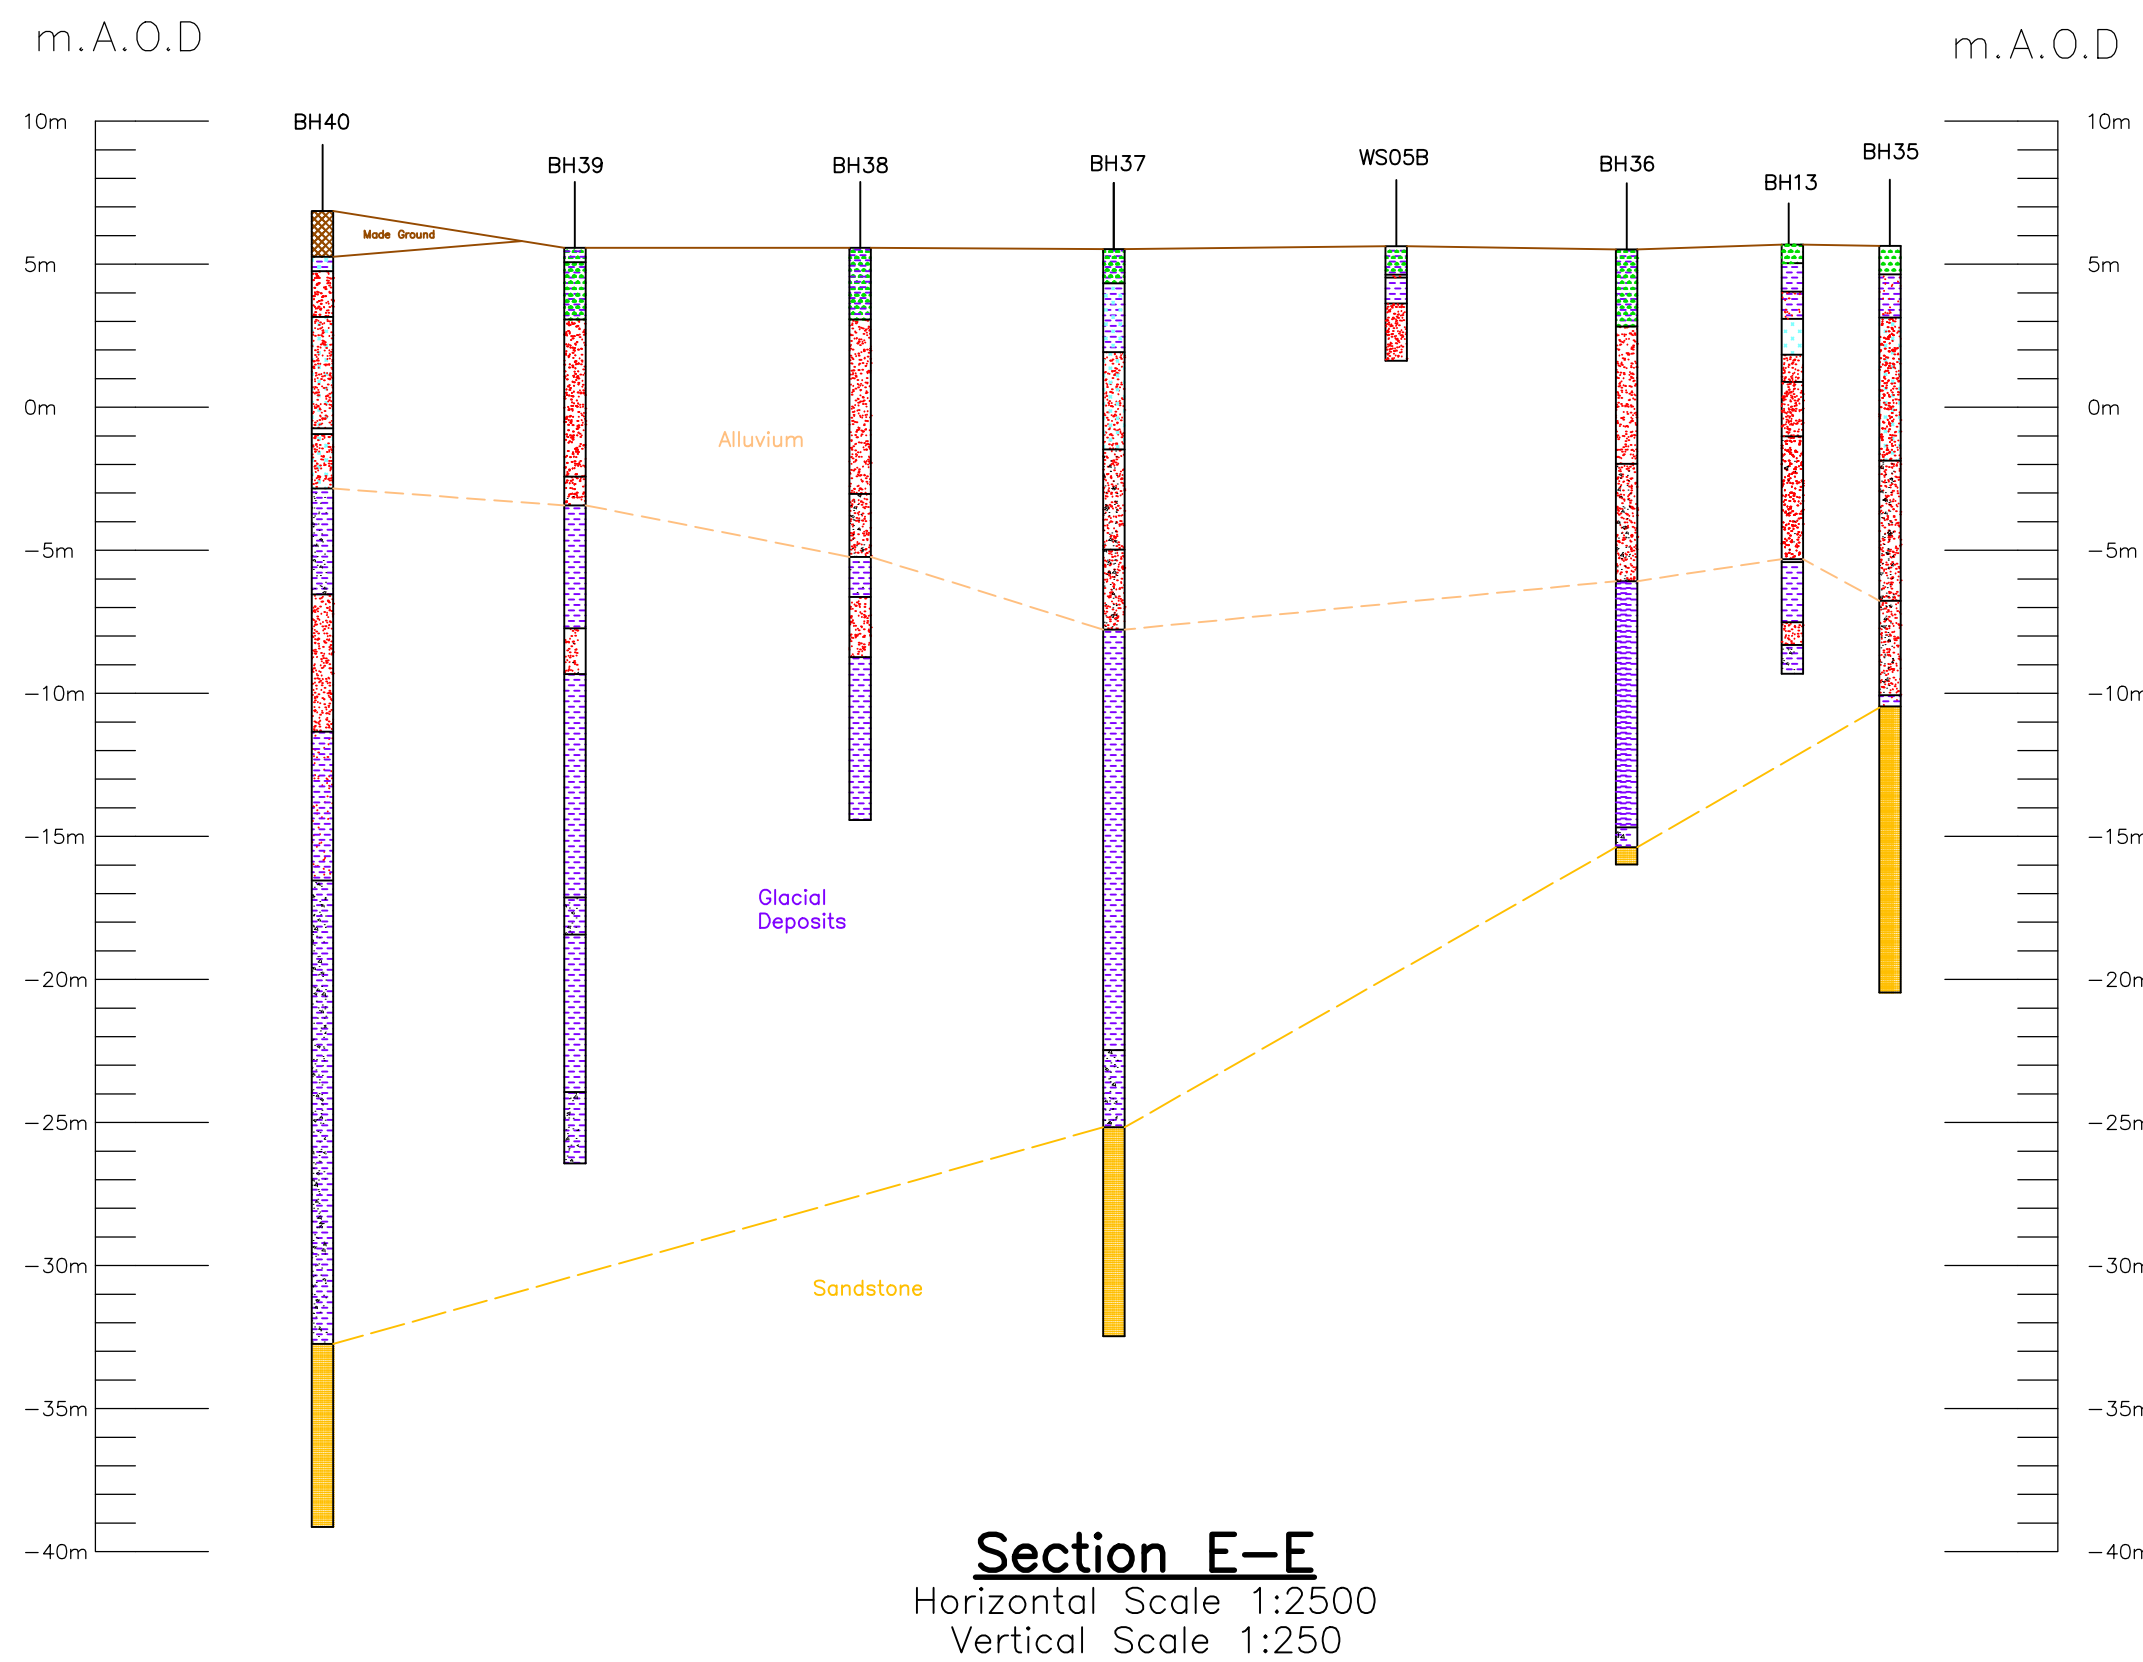 m.A.O.D
m.A.O.D
10m
BH40
BH39
BH38
BH37
WS05B
BH36
BH13
BH35
10m
Made Ground
5m
5m
0m
0m
Alluvium
-5m
-5m
-10m
-10m
-15m
-15m
Glacial
Deposits
-20m
-20m
-25m
-25m
-30m
-30m
Sandstone
-35m
-35m
-40m
-40m
Section E-E
Horizontal Scale 1:2500
Vertical Scale 1:250